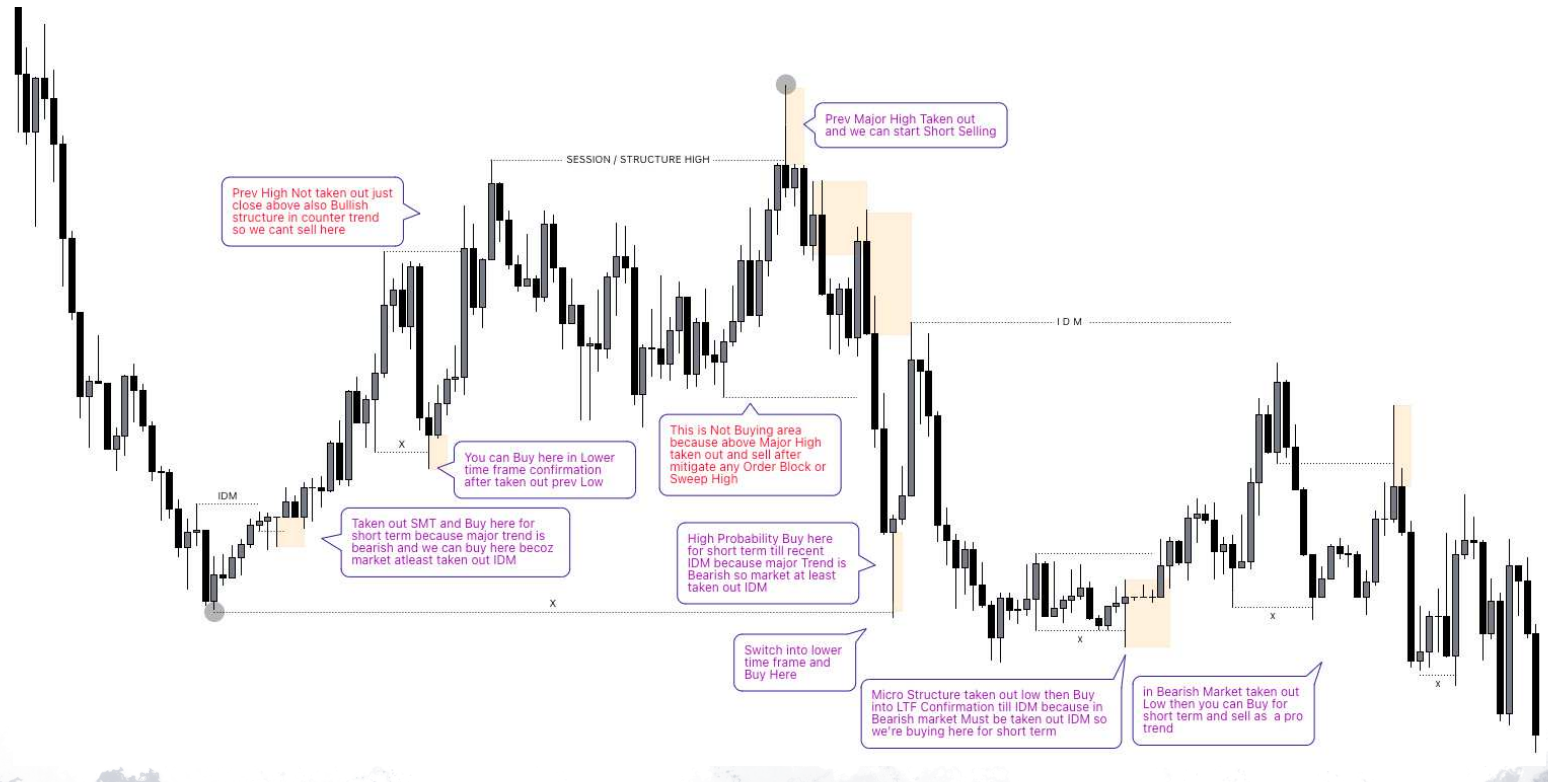 Prev Major High Taken out
and we can start Short Selling
SESSION / STRUCTURE HIGH
Prev High Not taken out just
close above also Bullish
structure in counter trend
so we cant sell here
I D M
X
You can Buy here in Lower
time frame confirmation
after taken out prev Low
This is Not Buying area
because above Major High
taken out and sell after
mitigate any Order Block or
Sweep High
IDM
Taken out SMT and Buy here for
short term because major trend is
bearish and we can buy here becoz
market atleast taken out IDM
High Probability Buy here
for short term till recent
IDM because major Trend is
Bearish so market at least
taken out IDM
X
Switch into lower
time frame and
Buy Here
X
X
X
Micro Structure taken out low then Buy
into LTF Confirmation till IDM because in
Bearish market Must be taken out IDM so
we're buying here for short term
in Bearish Market taken out
Low then you can Buy for
short term and sell as a pro
trend